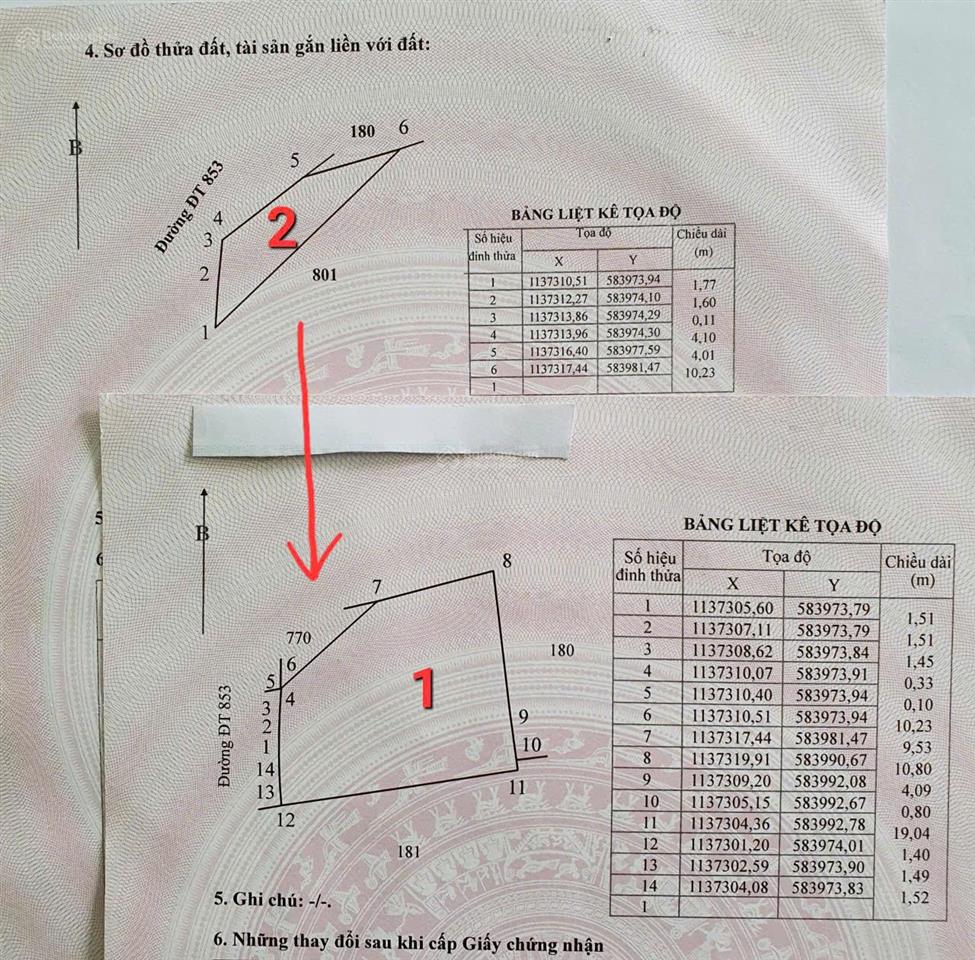 4. Sơ đồ thửa đất, tài sản gắn liền với đất:
B
Đường ĐT 853
180
6
5
4
3
2
1
2
801
BẢNG LIỆT KÊ TỌA ĐỘ
Số hiệu đỉnh thửa Tọa độ Chiều dài (m)
X Y
1 1137310,51 583973,94
1,77
2 1137312,27 583974,10
1,60
3 1137313,86 583974,29
0,11
4 1137313,96 583974,30
4,10
5 1137316,40 583977,59
4,01
6 1137317,44 583981,47
10,23
1
5
6
B
Đường ĐT 853
770
7
8
180
6
5
4
3
2
1
14
13
12
1
9
10
11
181
BẢNG LIỆT KÊ TỌA ĐỘ
Số hiệu đỉnh thửa Tọa độ Chiều dài (m)
X Y
1 1137305,60 583973,79
1,51
2 1137307,11 583973,79
1,51
3 1137308,62 583973,84
1,45
4 1137310,07 583973,91
0,33
5 1137310,40 583973,94
0,10
6 1137310,51 583973,94
10,23
7 1137317,44 583981,47
9,53
8 1137319,91 583990,67
10,80
9 1137309,20 583992,08
4,09
10 1137305,15 583992,67
0,80
11 1137304,36 583992,78
19,04
12 1137301,20 583974,01
1,40
13 1137302,59 583973,90
1,49
14 1137304,08 583973,83
1,52
1
5. Ghi chú: -/-.
6. Những thay đổi sau khi cấp Giấy chứng nhận